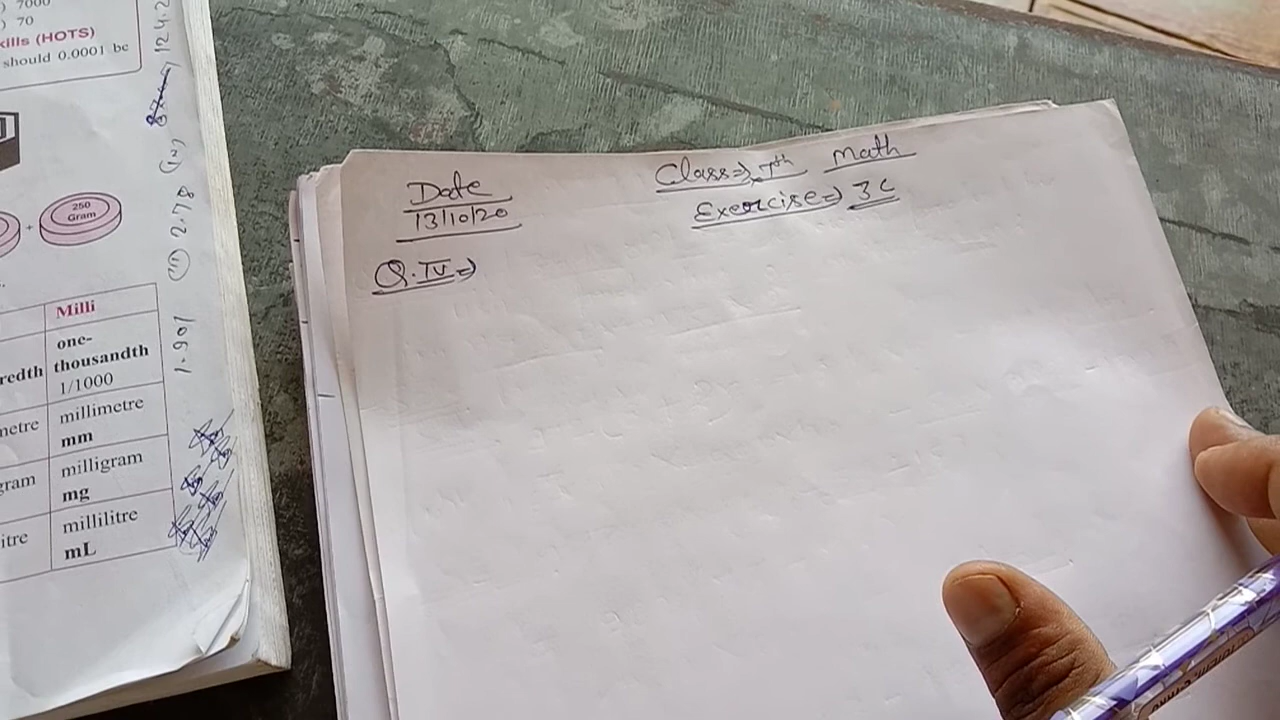 7000
) 70
kills (HOTS)
should 0.0001 be
250
Gram
Milli
redth
one-
thousandth
1/1000
metre
millimetre
mm
gram
milligram
mg
litre
millilitre
mL
1.901 (iii) 2.78 (iv) 124.2
Date
13/10/20
Class⇒ 7th Math
Exercise⇒ 3c
Q.IV⇒